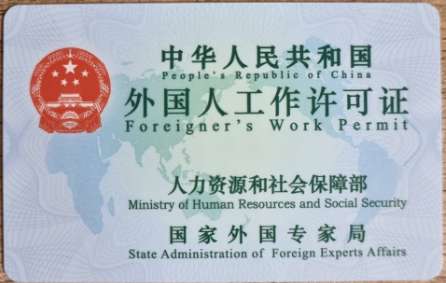 中华人民共和国
People's Republic of China
外国人工作许可证
Foreigner's Work Permit
人力资源和社会保障部
Ministry of Human Resources and Social Security
国家外国专家局
State Administration of Foreign Experts Affairs